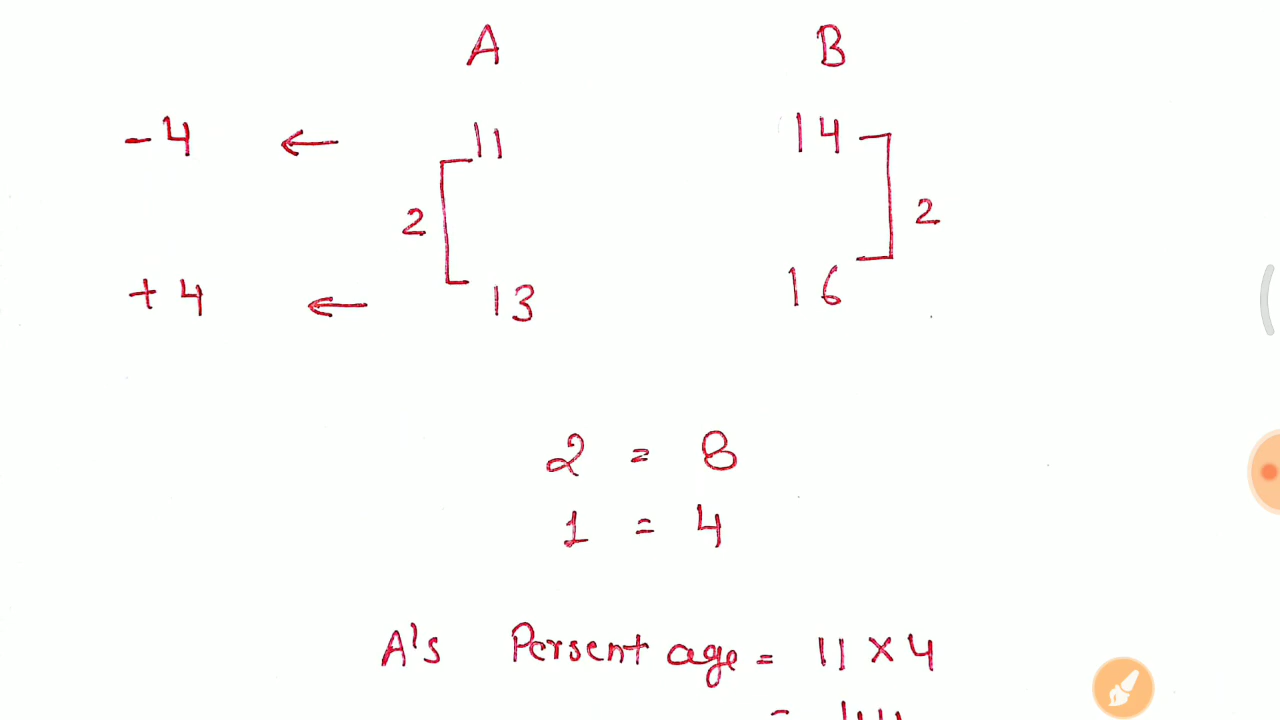 A B
- 4 ← 11 14
2 2
+ 4 ← 13 16
2 = 8
1 = 4
A's Persent age = 11 × 4
=